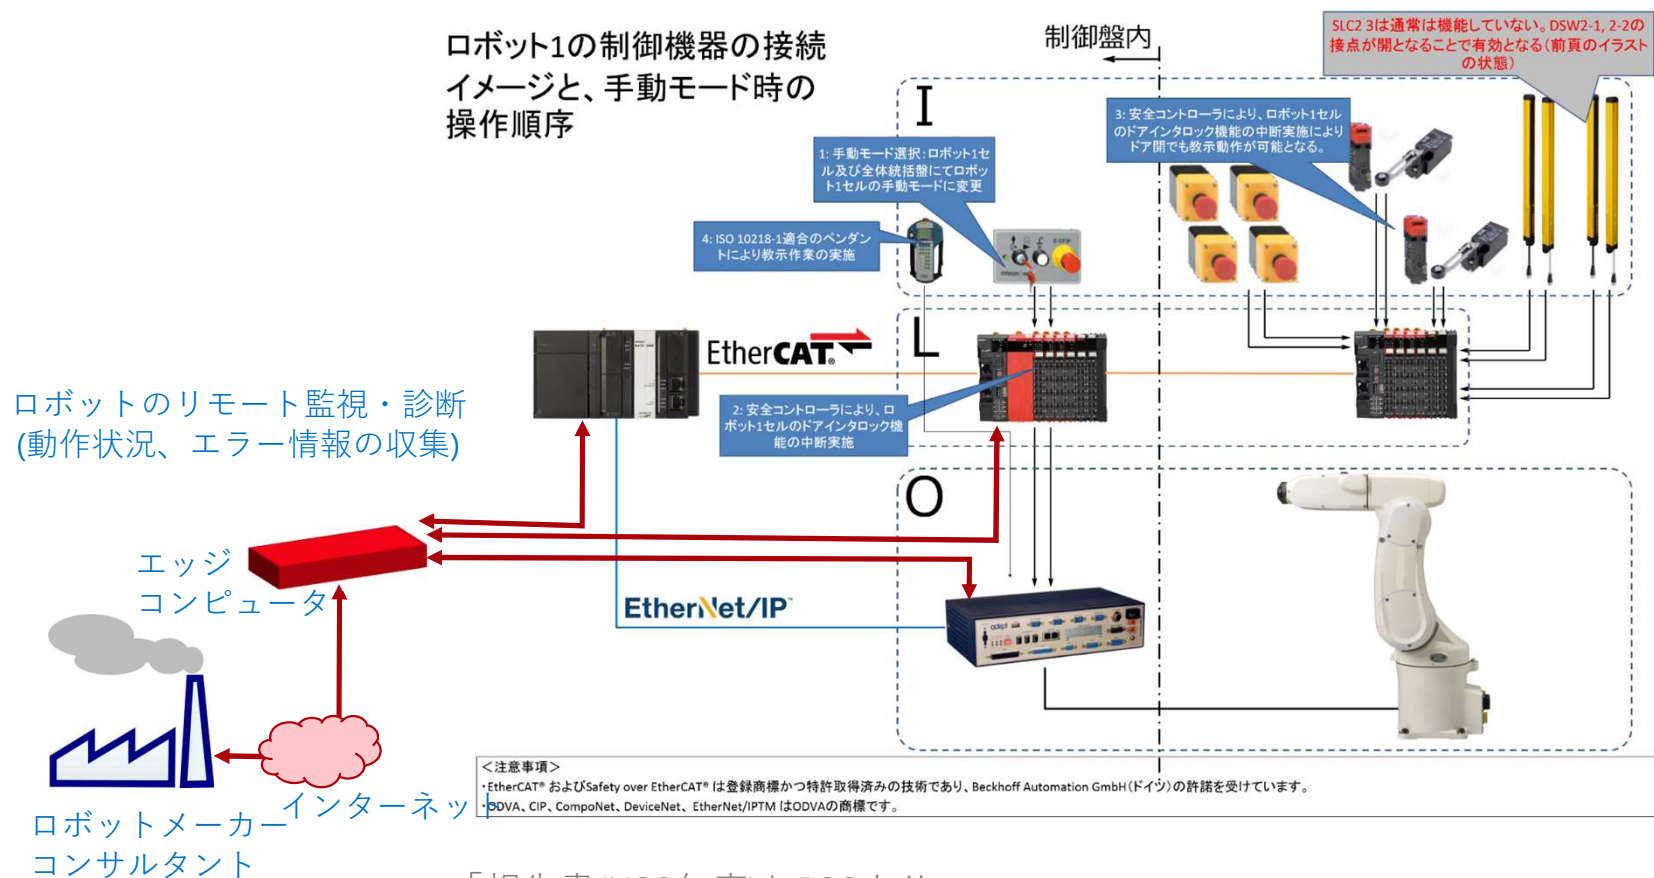 ロボット1の制御機器の接続
イメージと、手動モード時の
操作順序
制御盤内
SLC2 3は通常は機能していない。DSW2-1, 2-2の
接点が開となることで有効となる(前頁のイラスト
の状態)
I
3: 安全コントローラにより、ロボット1セル
のドアインタロック機能の中断実施により
ドア開でも教示動作が可能となる。
1: 手動モード選択:ロボット1セ
ル及び全体統括盤にてロボッ
ト1セルの手動モードに変更
4: ISO 10218-1適合のペンダン
トにより教示作業の実施
E-STOP
EtherCAT®
L
2: 安全コントローラにより、ロ
ボット1セルのドアインタロック機
能の中断実施
ロボットのリモート監視・診断
(動作状況、エラー情報の収集)
O
エッジ
コンピュータ
EtherNet/IP™
adept
インターネット
ロボットメーカー
コンサルタント
<注意事項>
・EtherCAT® およびSafety over EtherCAT® は登録商標かつ特許取得済みの技術であり、Beckhoff Automation GmbH(ドイツ)の許諾を受けています。
・ODVA、CIP、CompoNet、DeviceNet、EtherNet/IPTM はODVAの商標です。